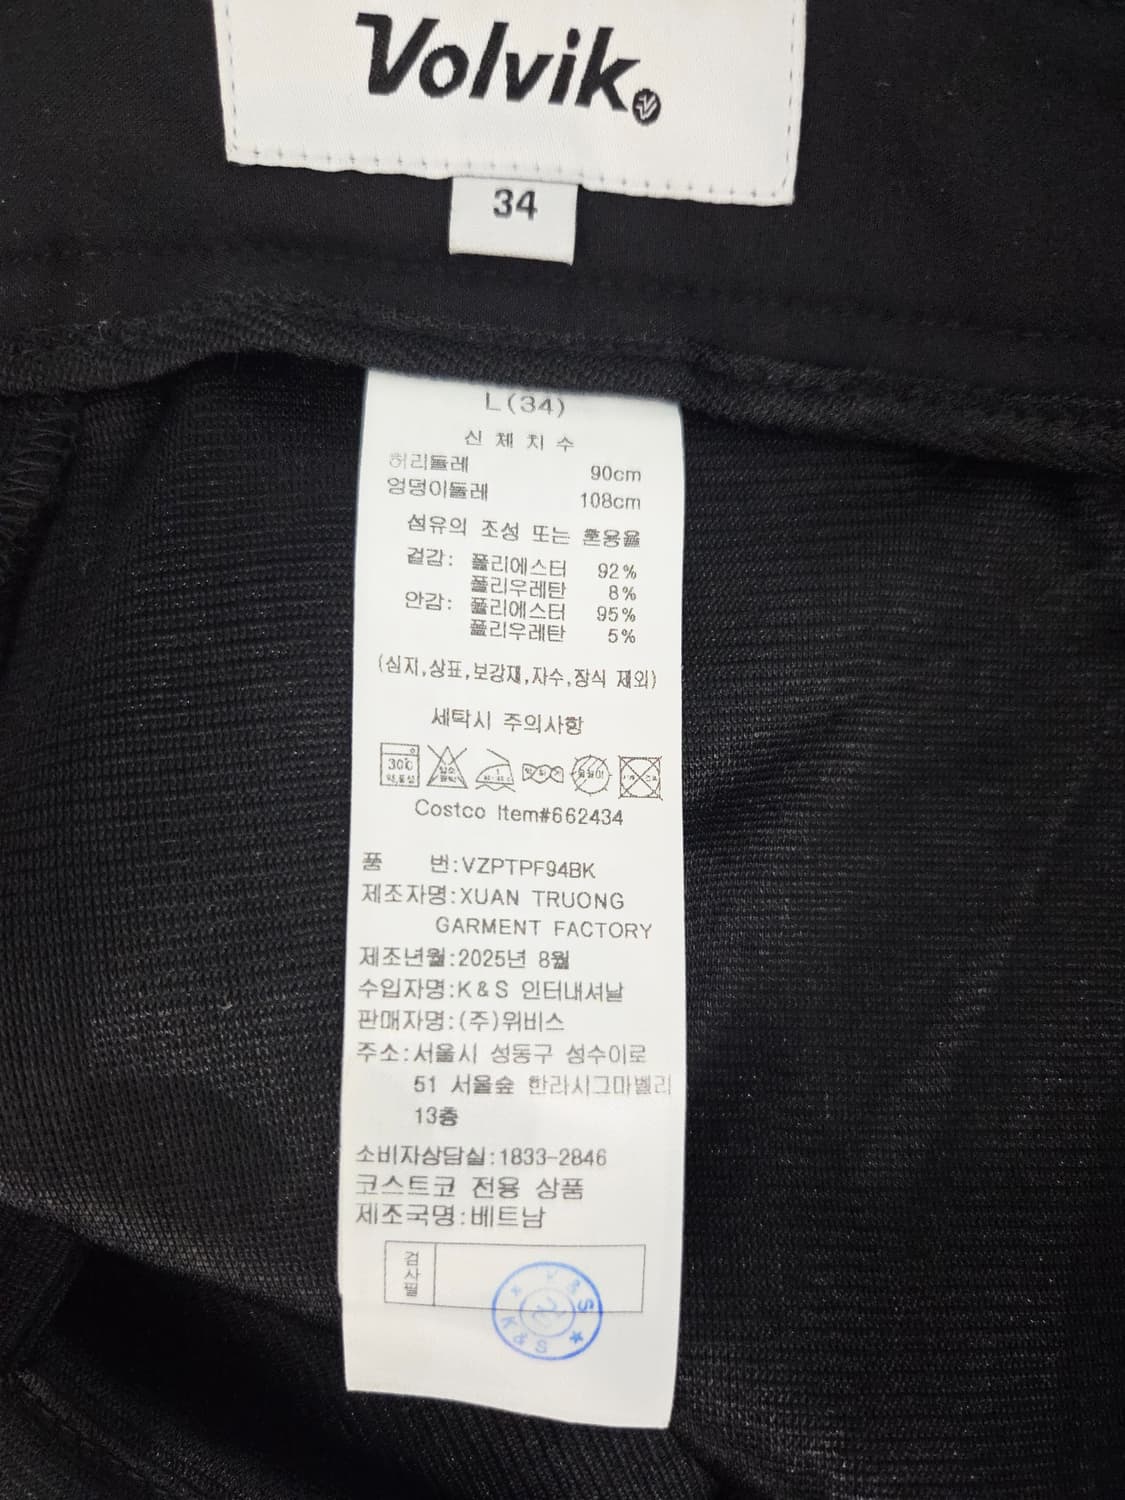 Volvik
34
L(34)
신체치수
허리둘레 90cm
엉덩이둘레 108cm
섬유의 조성 또는 혼용율
겉감: 폴리에스터 92%
폴리우레탄 8%
안감: 폴리에스터 95%
폴리우레탄 5%
(심지,상표,보강재,자수,장식 제외)
세탁시 주의사항
30℃
Costco Item#662434
품 번:VZPTPF94BK
제조자명:XUAN TRUONG
GARMENT FACTORY
제조년월:2025년 8월
수입자명:K&S 인터내셔날
판매자명:(주)위비스
주소:서울시 성동구 성수이로
51 서울숲 한라시그마밸리
13층
소비자상담실:1833-2846
코스트코 전용 상품
제조국명:베트남
검사필
K&S